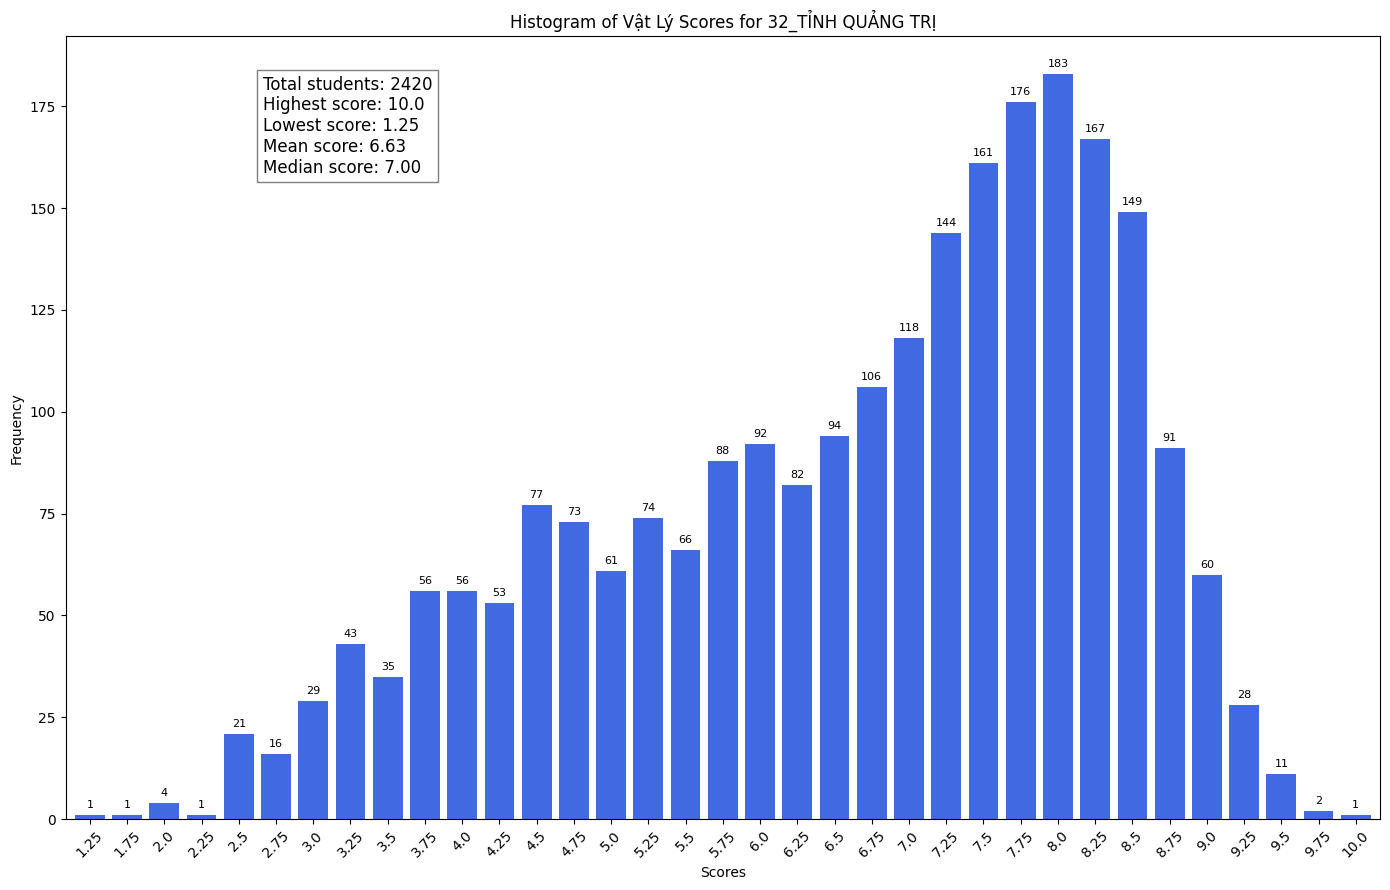 Histogram of Vật Lý Scores for 32_TỈNH QUẢNG TRỊ
Total students: 2420
Highest score: 10.0
Lowest score: 1.25
Mean score: 6.63
Median score: 7.00
Frequency
175
150
125
100
75
50
25
0
1 1 4 1 21 16 29 43 35 56 56 53 77 73 61 74 66 88 92 82 94 106 118 144 161 176 183 167 149 91 60 28 11 2 1
1.25 1.75 2.0 2.25 2.5 2.75 3.0 3.25 3.5 3.75 4.0 4.25 4.5 4.75 5.0 5.25 5.5 5.75 6.0 6.25 6.5 6.75 7.0 7.25 7.5 7.75 8.0 8.25 8.5 8.75 9.0 9.25 9.5 9.75 10.0
Scores